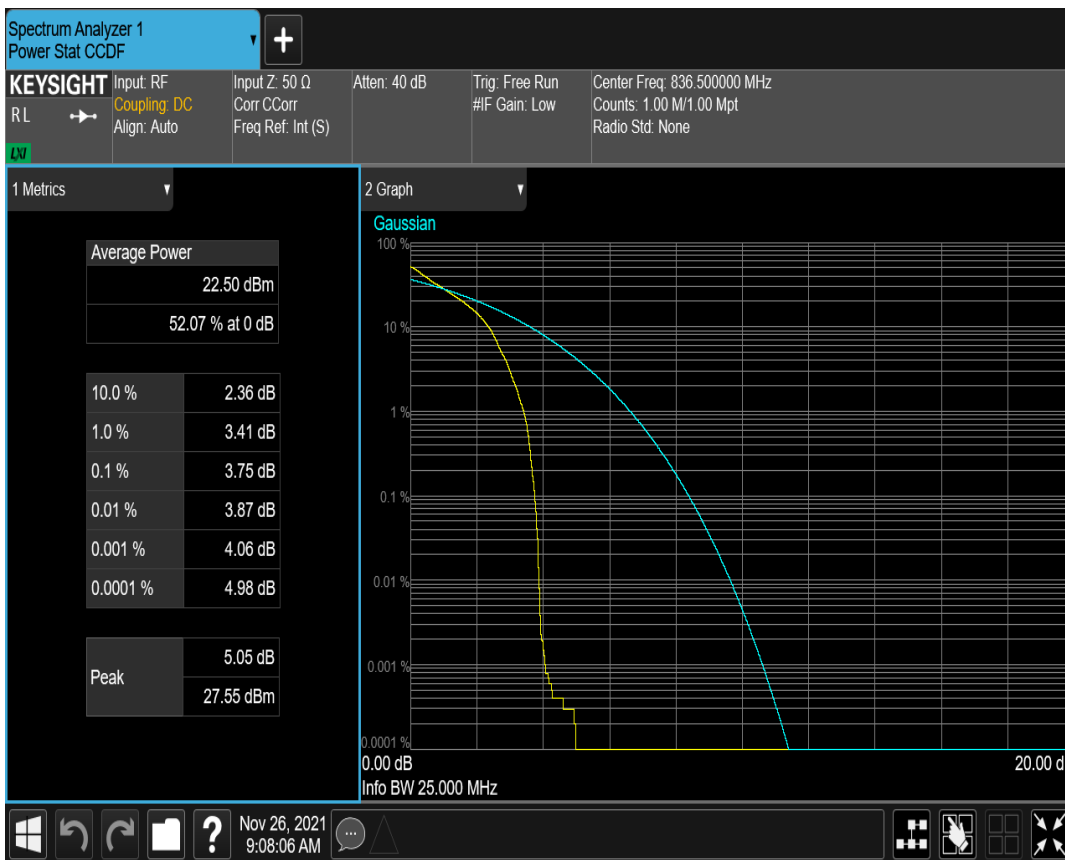 Spectrum Analyzer 1
Power Stat CCDF
+
KEYSIGHT
RL
LXI
Input: RF
Coupling: DC
Align: Auto
Input Z: 50 Ω
Corr CCorr
Freq Ref: Int (S)
Atten: 40 dB
Trig: Free Run
#IF Gain: Low
Center Freq: 836.500000 MHz
Counts: 1.00 M/1.00 Mpt
Radio Std: None
1 Metrics
Average Power
22.50 dBm
52.07 % at 0 dB
10.0 % 2.36 dB
1.0 % 3.41 dB
0.1 % 3.75 dB
0.01 % 3.87 dB
0.001 % 4.06 dB
0.0001 % 4.98 dB
Peak
5.05 dB
27.55 dBm
2 Graph
Gaussian
100 %
10 %
1 %
0.1 %
0.01 %
0.001 %
0.0001 %
0.00 dB
20.00 d
Info BW 25.000 MHz
?
Nov 26, 2021
9:08:06 AM